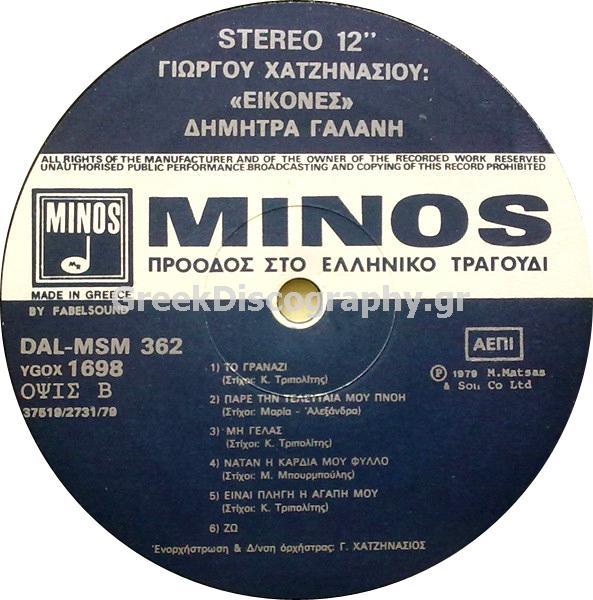 STEREO 12"
ΓΙΩΡΓΟΥ ΧΑΤΖΗΝΑΣΙΟΥ:
«ΕΙΚΟΝΕΣ»
ΔΗΜΗΤΡΑ ΓΑΛΑΝΗ
ALL RIGHTS OF THE MANUFACTURER AND OF THE OWNER OF THE RECORDED WORK RESERVED
UNAUTHORISED PUBLIC PERFORMANCE BROADCASTING AND COPYING OF THIS RECORD PROHIBITED
MINOS
MR
MINOS
ΠΡΟΟΔΟΣ ΣΤΟ ΕΛΛΗΝΙΚΟ ΤΡΑΓΟΥΔΙ
MADE IN GREECE
BY FABELSOUND
GreekDiscography.gr
DAL-MSM 362
YGOX 1698
ΟΨΙΣ Β
37519/2731/79
ΑΕΠΙ
Ⓟ 1979 M.Matsas
& Son Co Ltd
1) ΤΟ ΓΡΑΝΑΖΙ
(Στίχοι: Κ. Τριπολίτης)
2) ΠΑΡΕ ΤΗΝ ΤΕΛΕΥΤΑΙΑ ΜΟΥ ΠΝΟΗ
(Στίχοι: Μαρία - Ἀλεξάνδρα)
3) ΜΗ ΓΕΛΑΣ
(Στίχοι: Κ. Τριπολίτης)
4) ΝΑΤΑΝ Η ΚΑΡΔΙΑ ΜΟΥ ΦΥΛΛΟ
(Στίχοι: Μ. Μπουρμπούλης)
5) ΕΙΝΑΙ ΠΛΗΓΗ Η ΑΓΑΠΗ ΜΟΥ
(Στίχοι: Κ. Τριπολίτης)
6) ΖΩ
Ἐνορχήστρωση & Δ/νση ὀρχήστρας: Γ. ΧΑΤΖΗΝΑΣΙΟΣ